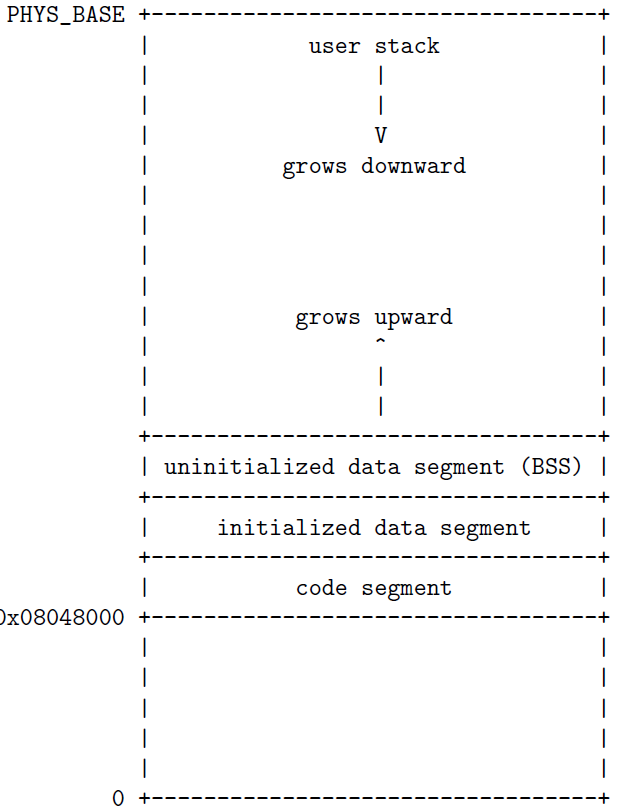 PHYS_BASE +----------------------------------+
| user stack |
| | |
| | |
| V |
| grows downward |
| |
| |
| |
| |
| grows upward |
| ^ |
| | |
| | |
+----------------------------------+
| uninitialized data segment (BSS) |
+----------------------------------+
| initialized data segment |
+----------------------------------+
| code segment |
0x08048000 +----------------------------------+
| |
| |
| |
| |
| |
0 +----------------------------------+